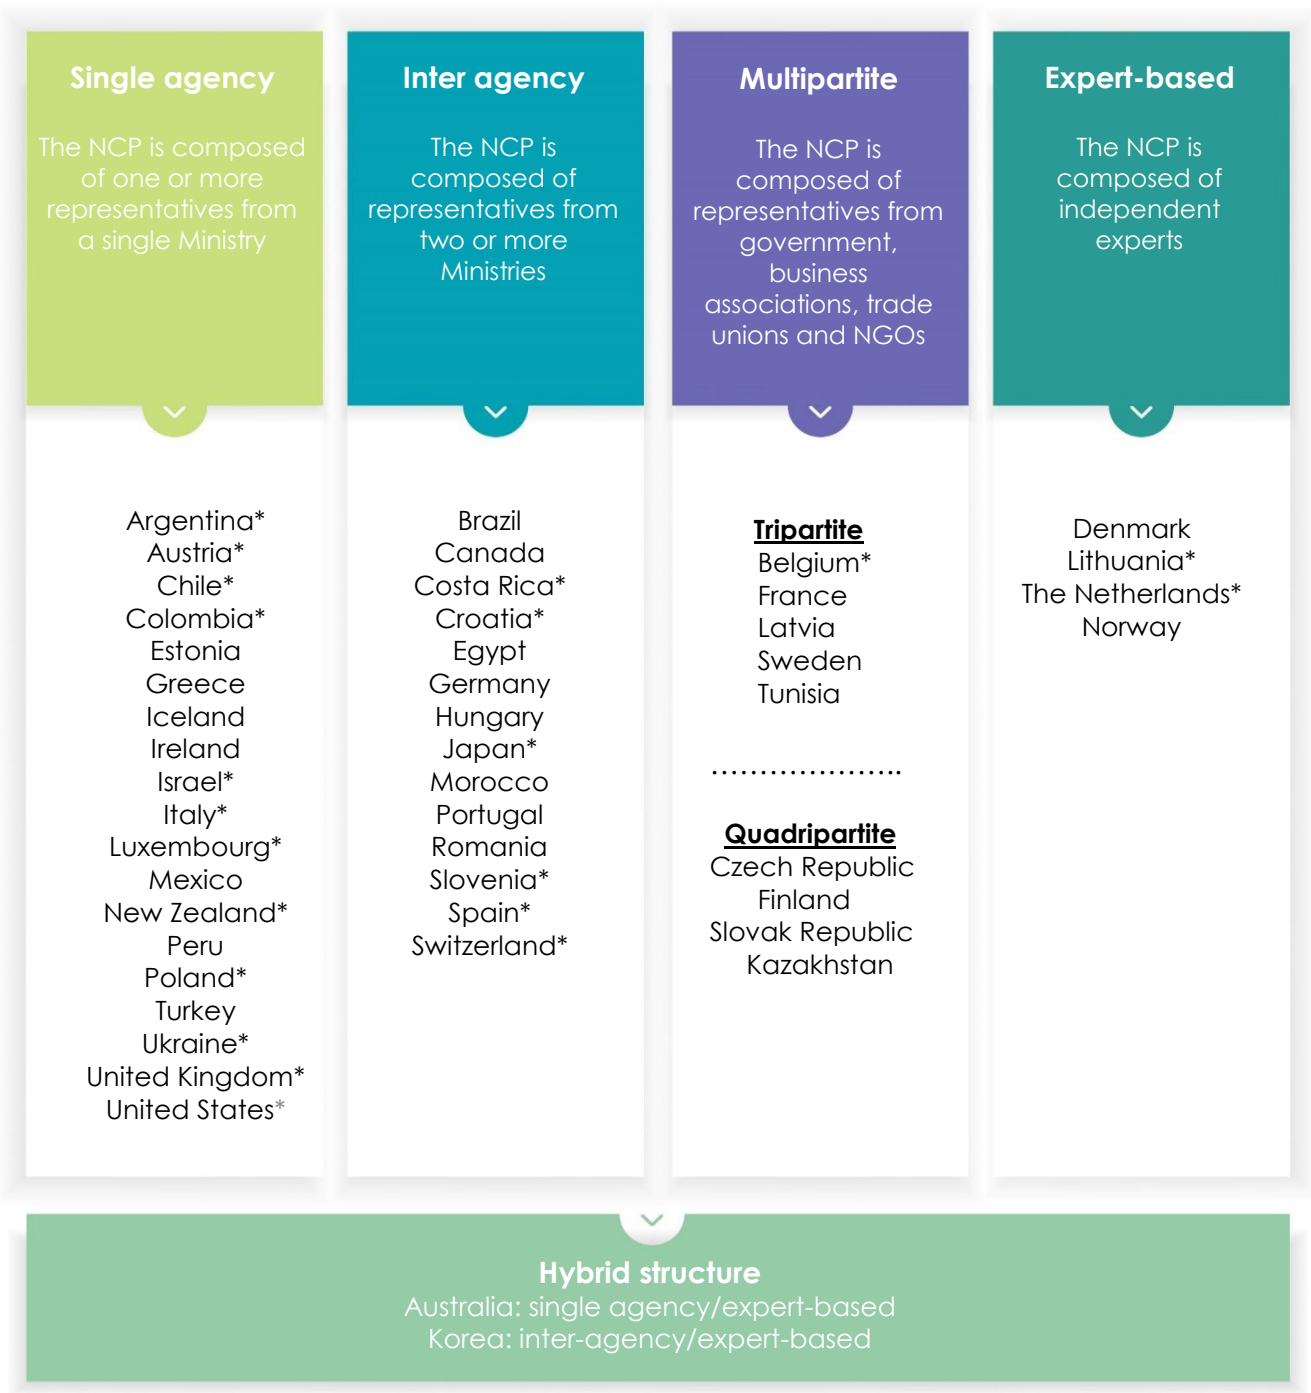 Single agency
The NCP is composed
of one or more
representatives from
a single Ministry
Argentina*
Austria*
Chile*
Colombia*
Estonia
Greece
Iceland
Ireland
Israel*
Italy*
Luxembourg*
Mexico
New Zealand*
Peru
Poland*
Turkey
Ukraine*
United Kingdom*
United States*
Inter agency
The NCP is
composed of
representatives from
two or more
Ministries
Brazil
Canada
Costa Rica*
Croatia*
Egypt
Germany
Hungary
Japan*
Morocco
Portugal
Romania
Slovenia*
Spain*
Switzerland*
Multipartite
The NCP is
composed of
representatives from
government,
business
associations, trade
unions and NGOs
Tripartite
Belgium*
France
Latvia
Sweden
Tunisia
………………..
Quadripartite
Czech Republic
Finland
Slovak Republic
Kazakhstan
Expert-based
The NCP is
composed of
independent
experts
Denmark
Lithuania*
The Netherlands*
Norway
Hybrid structure
Australia: single agency/expert-based
Korea: inter-agency/expert-based